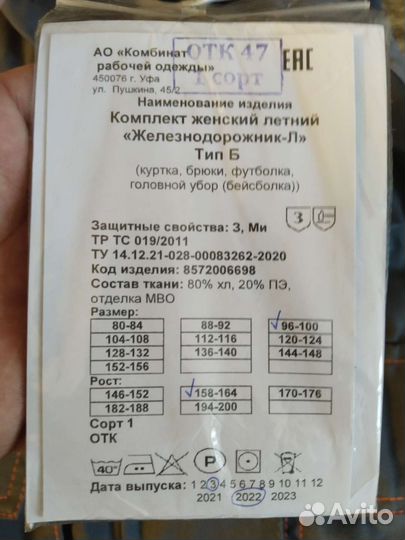 АО «Комбинат
рабочей одежды»
450076 г. Уфа
ул. Пушкина, 45/2
ОТК 47
1 сорт
ЕАС
Наименование изделия
Комплект женский летний
«Железнодорожник-Л»
Тип Б
(куртка, брюки, футболка,
головной убор (бейсболка))
З
Защитные свойства: З, Ми
ТР ТС 019/2011
ТУ 14.12.21-028-00083262-2020
Код изделия: 8572006698
Состав ткани: 80% хл, 20% ПЭ,
отделка МВО
Размер:
80-84 88-92 96-100
104-108 112-116 120-124
128-132 136-140 144-148
152-156
Рост:
146-152 158-164 170-176
182-188 194-200
Сорт 1
ОТК
40° P
Дата выпуска: 1 2 3 4 5 6 7 8 9 10 11 12
2021 2022 2023
Avito